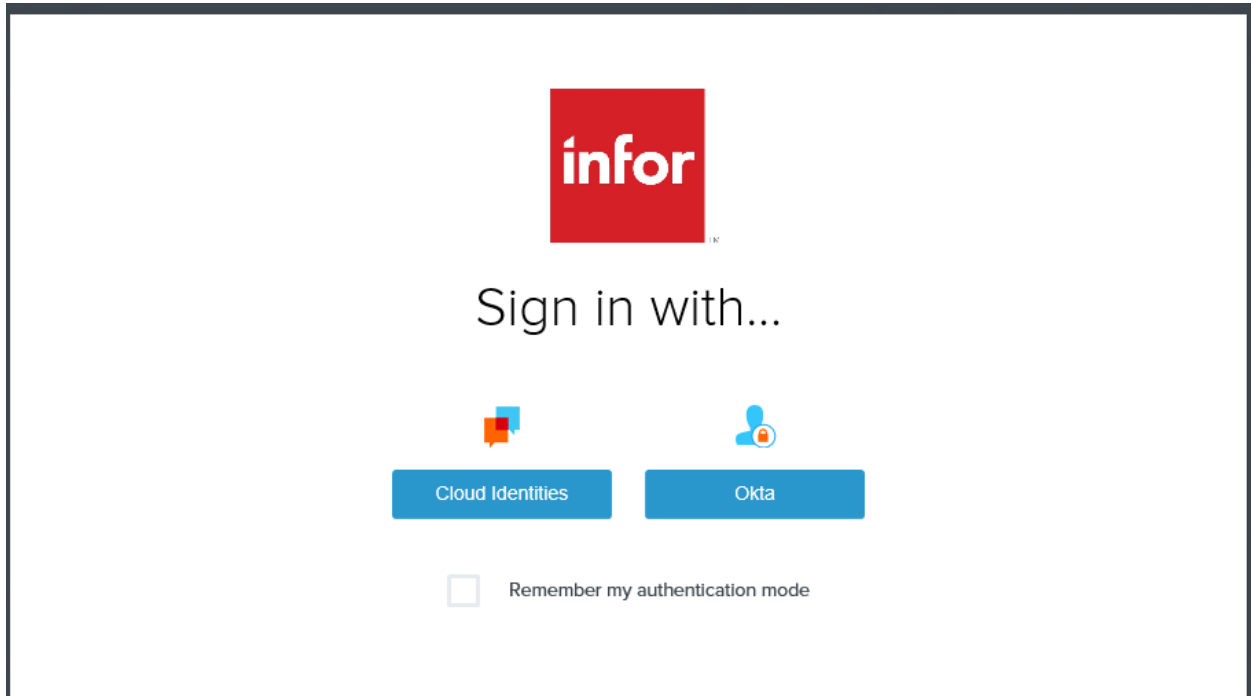 infor
Sign in with...
Cloud Identities
Okta
Remember my authentication mode